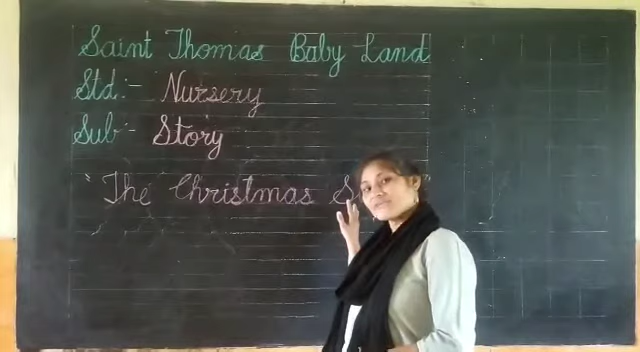 Saint Thomas Baby Land
Std:- Nursery
Sub:- Story
"The Christmas S"